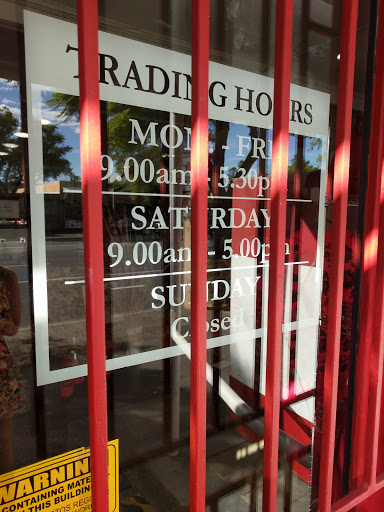 TRADING HOURS
MON - FRI
9.00am - 5.30pm
SATURDAY
9.00am - 5.00pm
SUNDAY
Closed
WARNING
CONTAINING MATE
THIS BUILDING